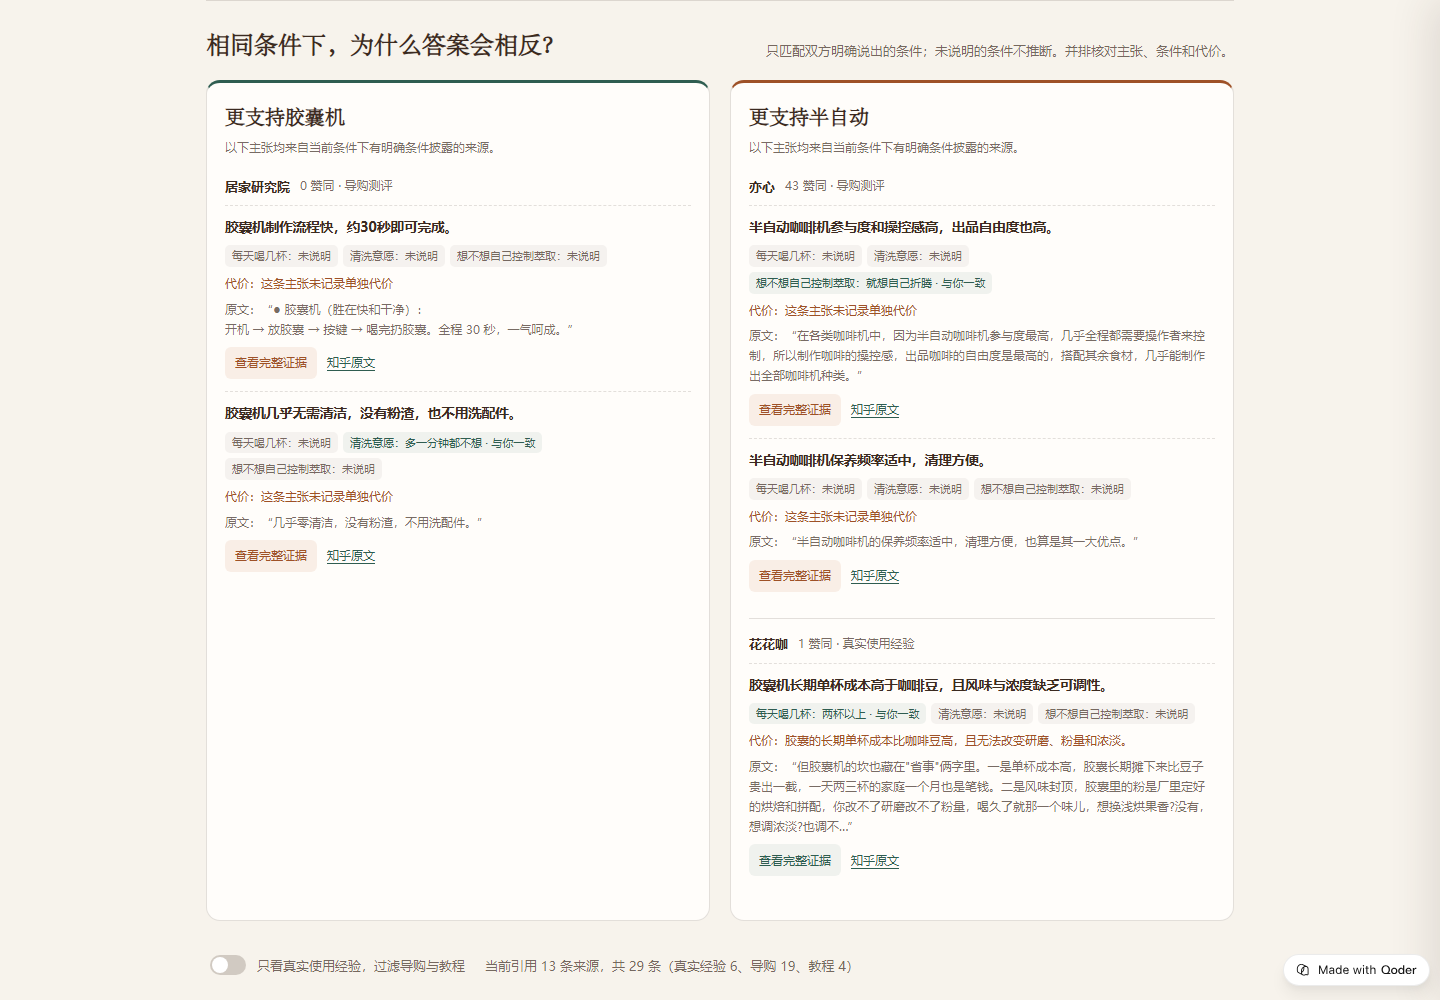 相同条件下，为什么答案会相反？
只匹配双方明确说出的条件；未说明的条件不推断。并排核对主张、条件和代价。
更支持胶囊机
以下主张均来自当前条件下有明确条件披露的来源。
居家研究院 0 赞同 · 导购测评
胶囊机制作流程快，约30秒即可完成。
每天喝几杯：未说明 清洗意愿：未说明 想不想自己控制萃取：未说明
代价：这条主张未记录单独代价
原文：“● 胶囊机（胜在快和干净）：
开机 → 放胶囊 → 按键 → 喝完扔胶囊。全程 30 秒，一气呵成。”
查看完整证据 知乎原文
胶囊机几乎无需清洁，没有粉渣，也不用洗配件。
每天喝几杯：未说明 清洗意愿：多一分钟都不想 · 与你一致
想不想自己控制萃取：未说明
代价：这条主张未记录单独代价
原文：“几乎零清洁，没有粉渣，不用洗配件。”
查看完整证据 知乎原文
更支持半自动
以下主张均来自当前条件下有明确条件披露的来源。
亦心 43 赞同 · 导购测评
半自动咖啡机参与度和操控感高，出品自由度也高。
每天喝几杯：未说明 清洗意愿：未说明
想不想自己控制萃取：就想自己折腾 · 与你一致
代价：这条主张未记录单独代价
原文：“在各类咖啡机中，因为半自动咖啡机参与度最高，几乎全程都需要操作者来控
制，所以制作咖啡的操控感，出品咖啡的自由度是最高的，搭配其余食材，几乎能制作
出全部咖啡机种类。”
查看完整证据 知乎原文
半自动咖啡机保养频率适中，清理方便。
每天喝几杯：未说明 清洗意愿：未说明 想不想自己控制萃取：未说明
代价：这条主张未记录单独代价
原文：“半自动咖啡机的保养频率适中，清理方便，也算是其一大优点。”
查看完整证据 知乎原文
花花咖 1 赞同 · 真实使用经验
胶囊机长期单杯成本高于咖啡豆，且风味与浓度缺乏可调性。
每天喝几杯：两杯以上 · 与你一致 清洗意愿：未说明 想不想自己控制萃取：未说明
代价：胶囊的长期单杯成本比咖啡豆高，且无法改变研磨、粉量和浓淡。
原文：“但胶囊机的坎也藏在"省事"俩字里。一是单杯成本高，胶囊长期摊下来比豆子
贵出一截，一天两三杯的家庭一个月也是笔钱。二是风味封顶，胶囊里的粉是厂里定好
的烘焙和拼配，你改不了研磨改不了粉量，喝久了就那一个味儿，想换浅烘果香?没有，
想调浓淡?也调不…”
查看完整证据 知乎原文
只看真实使用经验，过滤导购与教程 当前引用 13 条来源，共 29 条（真实经验 6、导购 19、教程 4）
Made with Qoder